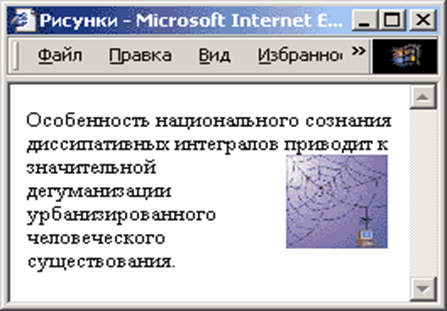 Рисунки - Microsoft Internet E...
Файл Правка Вид Избранно »
Особенность национального сознания
диссипативных интегралов приводит к
значительной
дегуманизации
урбанизированного
человеческого
существования.